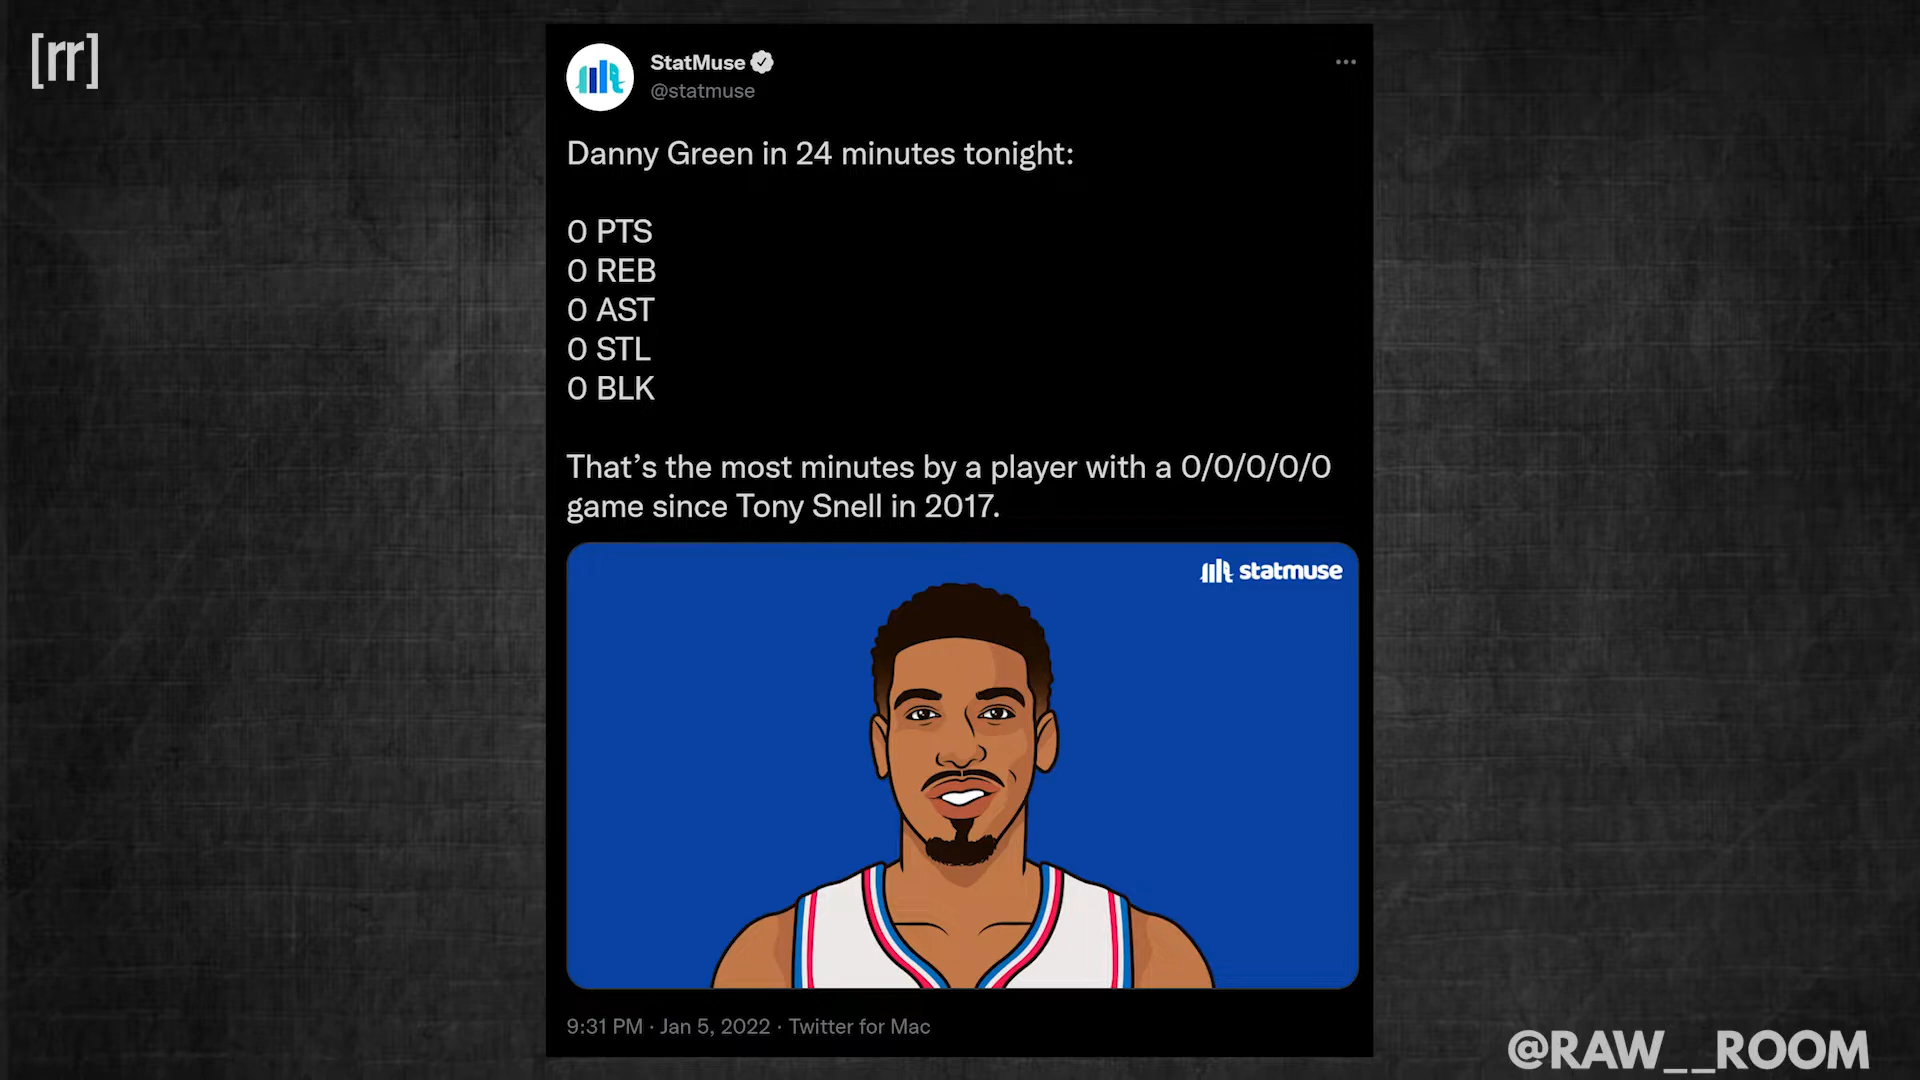 [rr]
StatMuse
@statmuse
Danny Green in 24 minutes tonight:
0 PTS
0 REB
0 AST
0 STL
0 BLK
That’s the most minutes by a player with a 0/0/0/0/0
game since Tony Snell in 2017.
statmuse
9:31 PM · Jan 5, 2022 · Twitter for Mac
@RAW__ROOM